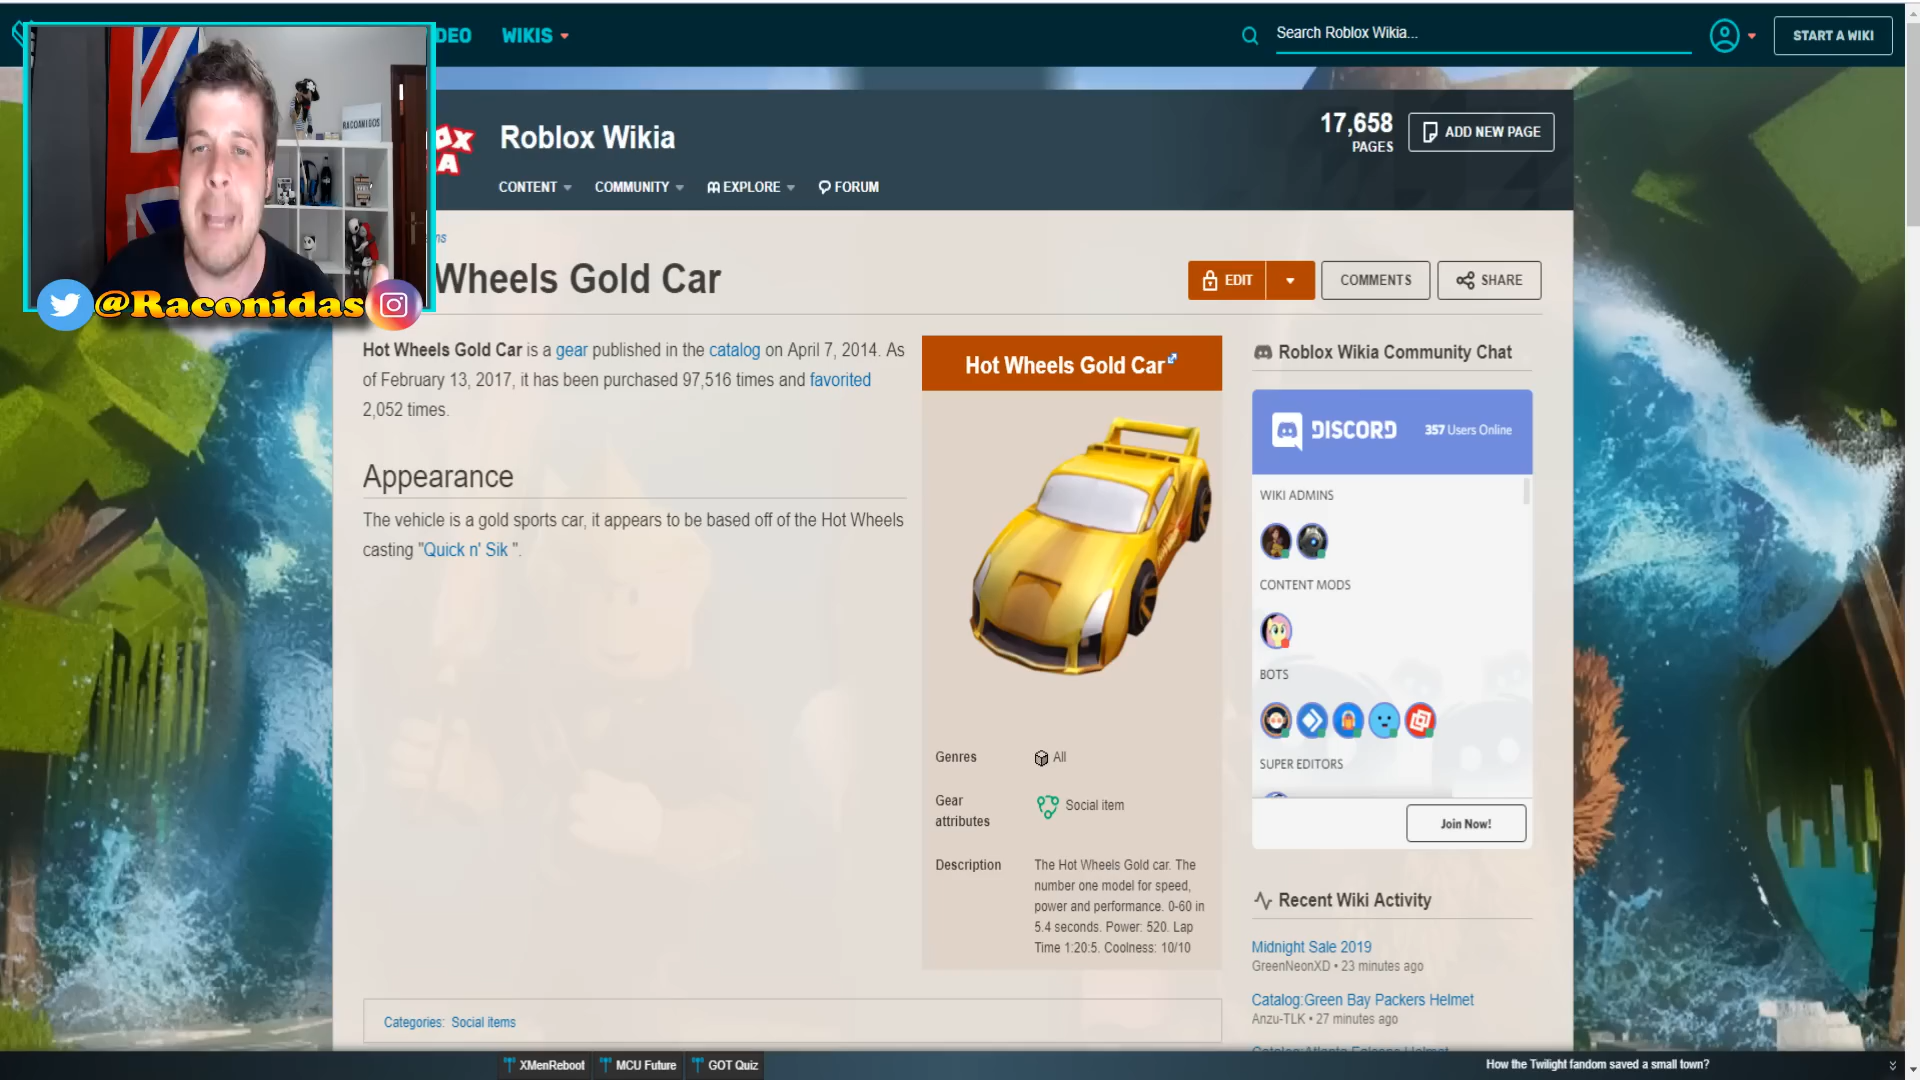 DEO
WIKIS
Search Roblox Wikia...
START A WIKI
RACOAMIGOS
OX
A
Roblox Wikia
17,658
PAGES
ADD NEW PAGE
CONTENT
COMMUNITY
EXPLORE
FORUM
Wheels Gold Car
EDIT
COMMENTS
SHARE
@Raconidas
Hot Wheels Gold Car is a gear published in the catalog on April 7, 2014. As
of February 13, 2017, it has been purchased 97,516 times and favorited
2,052 times.
Appearance
The vehicle is a gold sports car, it appears to be based off of the Hot Wheels
casting "Quick n' Sik ".
Hot Wheels Gold Car
Genres
All
Gear
attributes
Social item
Description
The Hot Wheels Gold car. The
number one model for speed,
power and performance. 0-60 in
5.4 seconds. Power: 520. Lap
Time 1:20:5. Coolness: 10/10
Categories: Social items
Roblox Wikia Community Chat
DISCORD
357 Users Online
WIKI ADMINS
CONTENT MODS
BOTS
SUPER EDITORS
Join Now!
Recent Wiki Activity
Midnight Sale 2019
GreenNeonXD • 23 minutes ago
Catalog:Green Bay Packers Helmet
Anzu-TLK • 27 minutes ago
XMenReboot
MCU Future
GOT Quiz
How the Twilight fandom saved a small town?